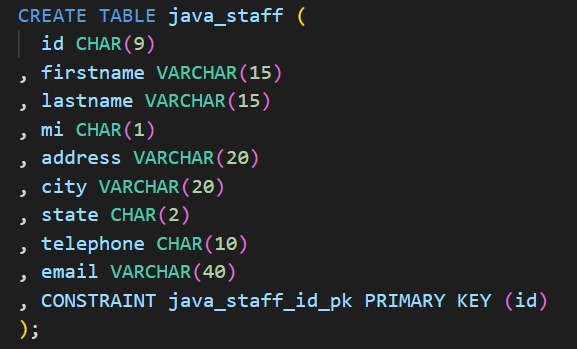 CREATE TABLE java_staff (
  id CHAR(9)
, firstname VARCHAR(15)
, lastname VARCHAR(15)
, mi CHAR(1)
, address VARCHAR(20)
, city VARCHAR(20)
, state CHAR(2)
, telephone CHAR(10)
, email VARCHAR(40)
, CONSTRAINT java_staff_id_pk PRIMARY KEY (id)
);